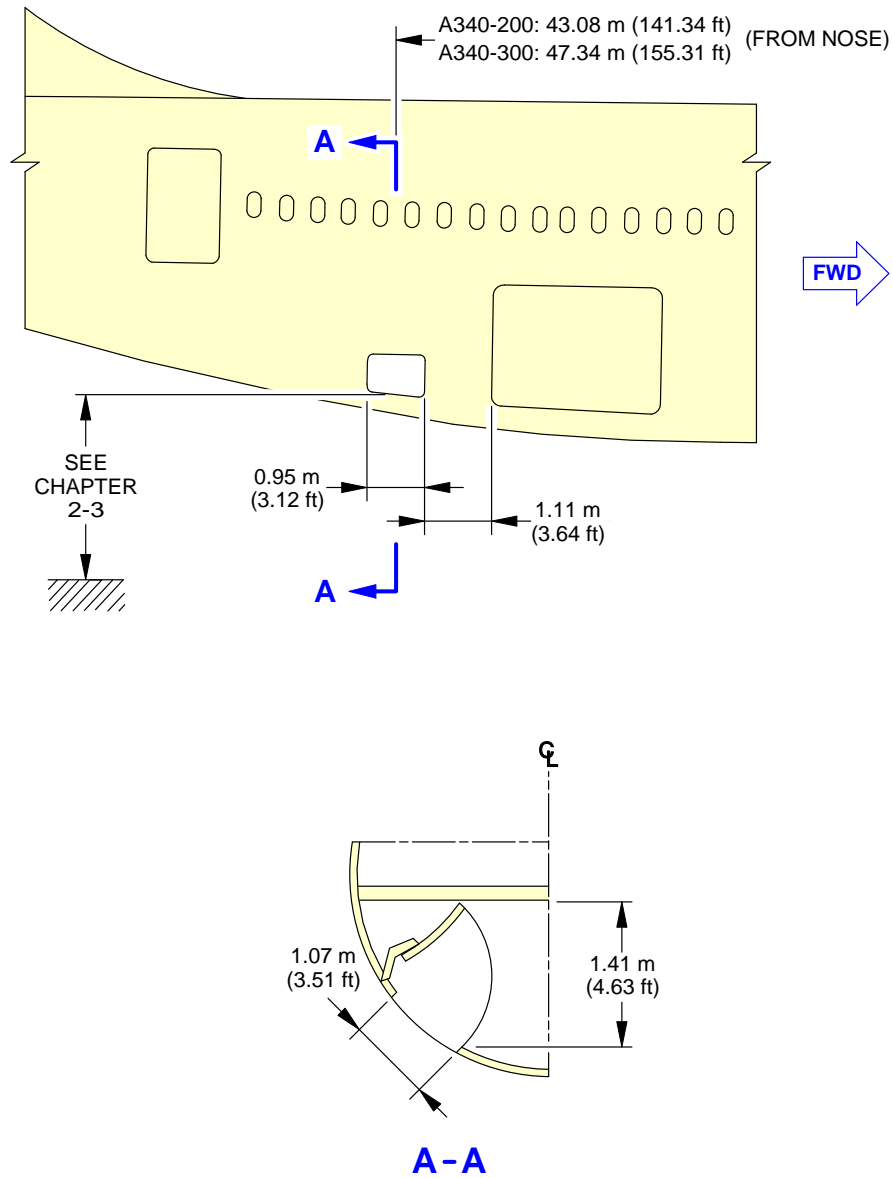 A340-200: 43.08 m (141.34 ft)
A340-300: 47.34 m (155.31 ft)
(FROM NOSE)
A
FWD
SEE
CHAPTER
2-3
0.95 m
(3.12 ft)
1.11 m
(3.64 ft)
A
℄
1.07 m
(3.51 ft)
1.41 m
(4.63 ft)
A-A